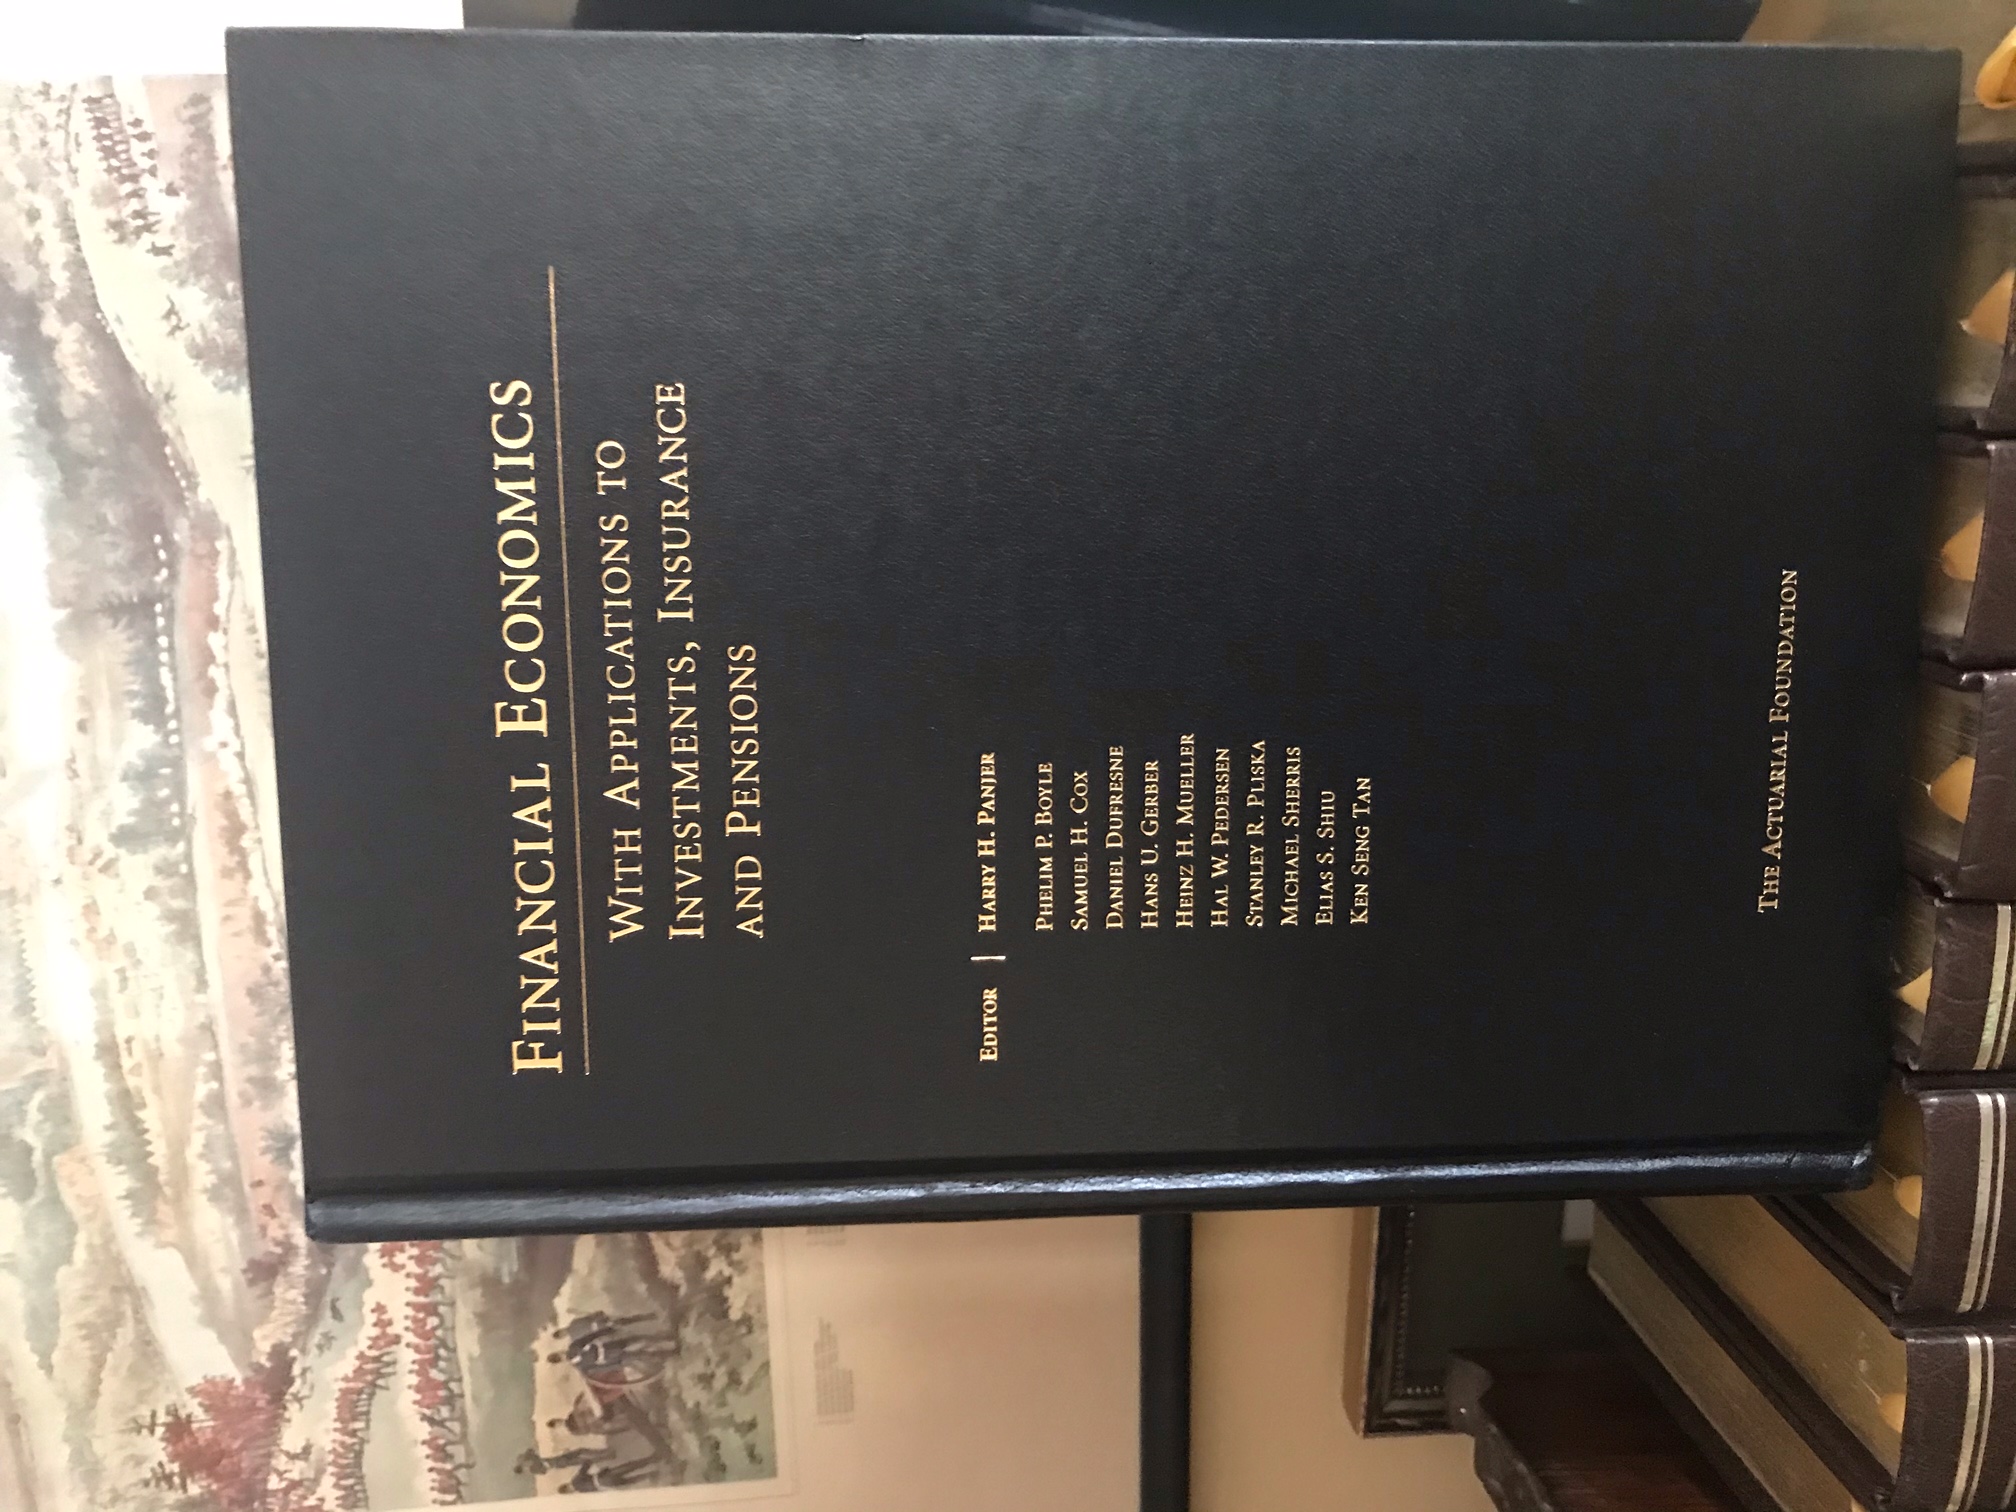 Financial Economics
With Applications to
Investments, Insurance
and Pensions
Editor | Harry H. Panjer
Phelim P. Boyle
Samuel H. Cox
Daniel Dufresne
Hans U. Gerber
Heinz H. Mueller
Hal W. Pedersen
Stanley R. Pliska
Michael Sherris
Elias S. Shiu
Ken Seng Tan
The Actuarial Foundation